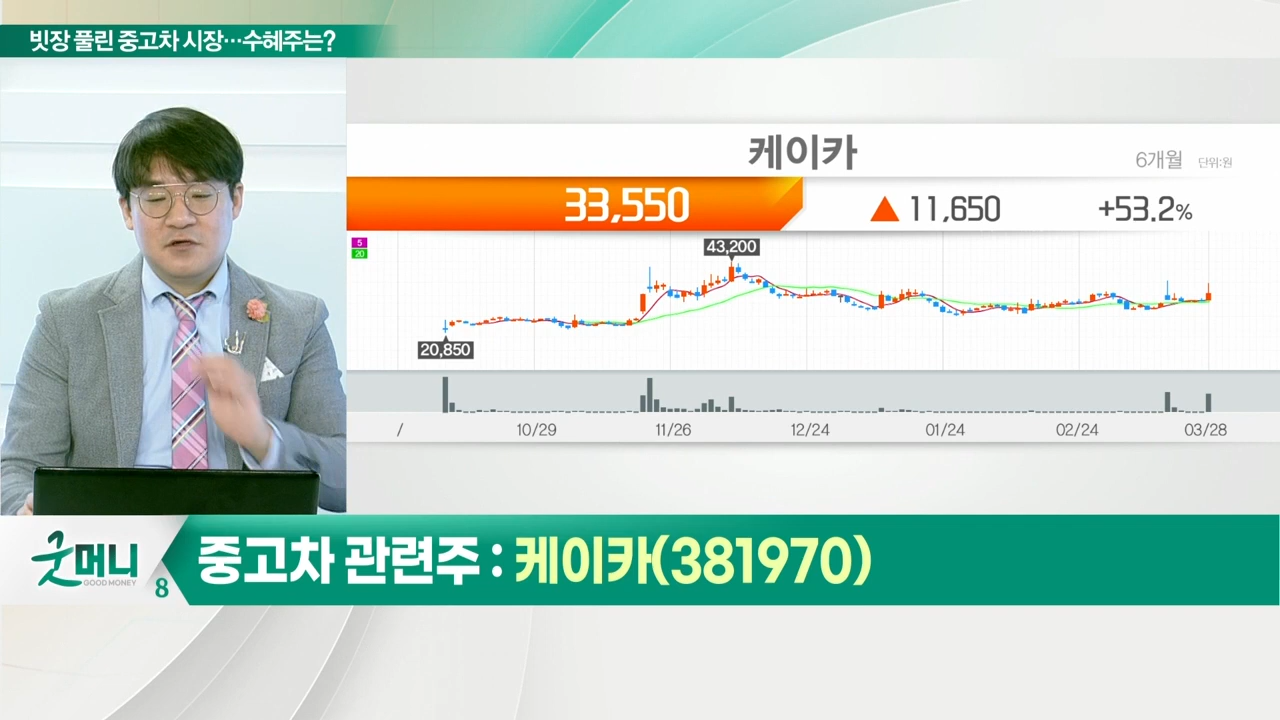 빗장 풀린 중고차 시장…수혜주는?
케이카
6개월 단위:원
33,550 ▲ 11,650 +53.2%
5
20
43,200
20,850
/ 10/29 11/26 12/24 01/24 02/24 03/28
굿머니
GOOD MONEY
8
중고차 관련주 : 케이카(381970)